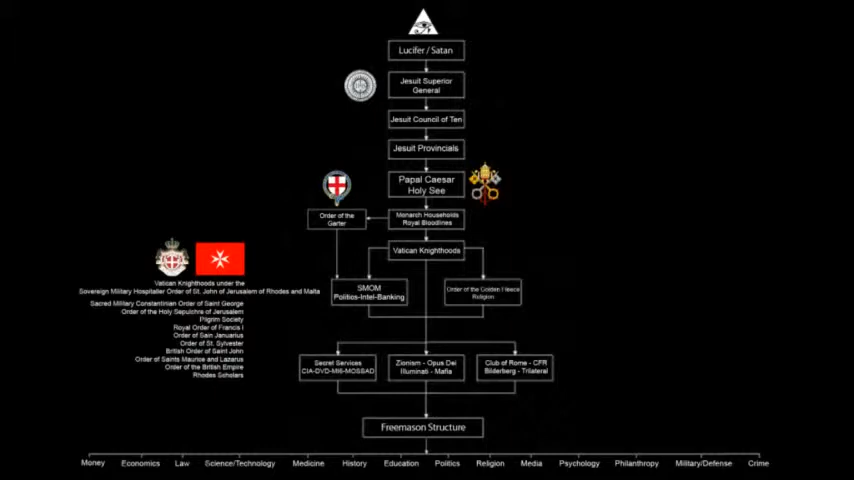 Lucifer / Satan
Jesuit Superior
General
Jesuit Council of Ten
Jesuit Provincials
Papal Caesar
Holy See
Order of the
Garter
Monarch Households
Royal Bloodlines
Vatican Knighthoods
SMOM
Politics-Intel-Banking
Order of the Golden Fleece
Religion
Vatican Knighthoods under the
Sovereign Military Hospitaller Order of St. John of Jerusalem of Rhodes and Malta
Sacred Military Constantinian Order of Saint George
Order of the Holy Sepulchre of Jerusalem
Pilgrim Society
Royal Order of Francis I
Order of Sain Januarius
Order of St. Sylvester
British Order of Saint John
Order of Saints Maurice and Lazarus
Order of the British Empire
Rhodes Scholars
Secret Services
CIA-DVD-MI6-MOSSAD
Zionism - Opus Dei
Illuminati - Mafia
Club of Rome - CFR
Bilderberg - Trilateral
Freemason Structure
Money Economics Law Science/Technology Medicine History Education Politics Religion Media Psychology Philanthropy Military/Defense Crime